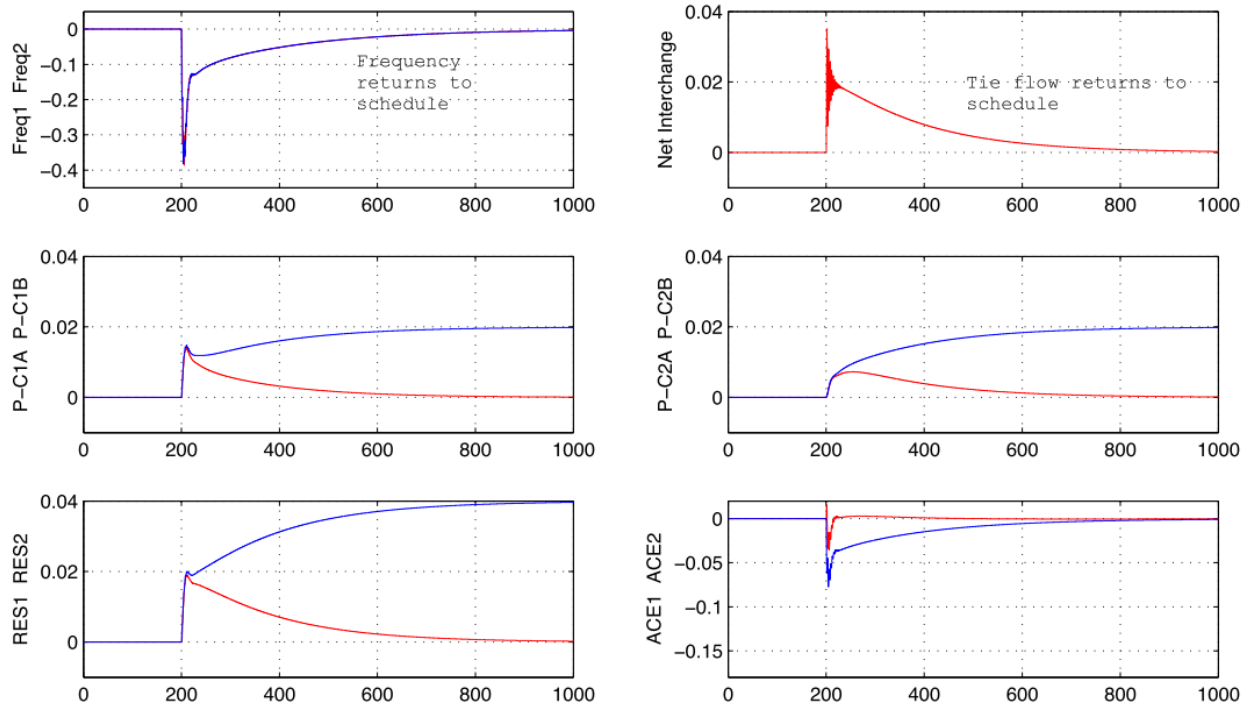 0
−0.1
−0.2
−0.3
−0.4
0 200 400 600 800 1000
Freq1 Freq2
Frequency
returns to
schedule
0.04
0.02
0
0 200 400 600 800 1000
Net Interchange
Tie flow returns to
schedule
0.04
0.02
0
0 200 400 600 800 1000
P−C1A P−C1B
0.04
0.02
0
0 200 400 600 800 1000
P−C2A P−C2B
0.04
0.02
0
0 200 400 600 800 1000
RES1 RES2
0
−0.05
−0.1
−0.15
0 200 400 600 800 1000
ACE1 ACE2